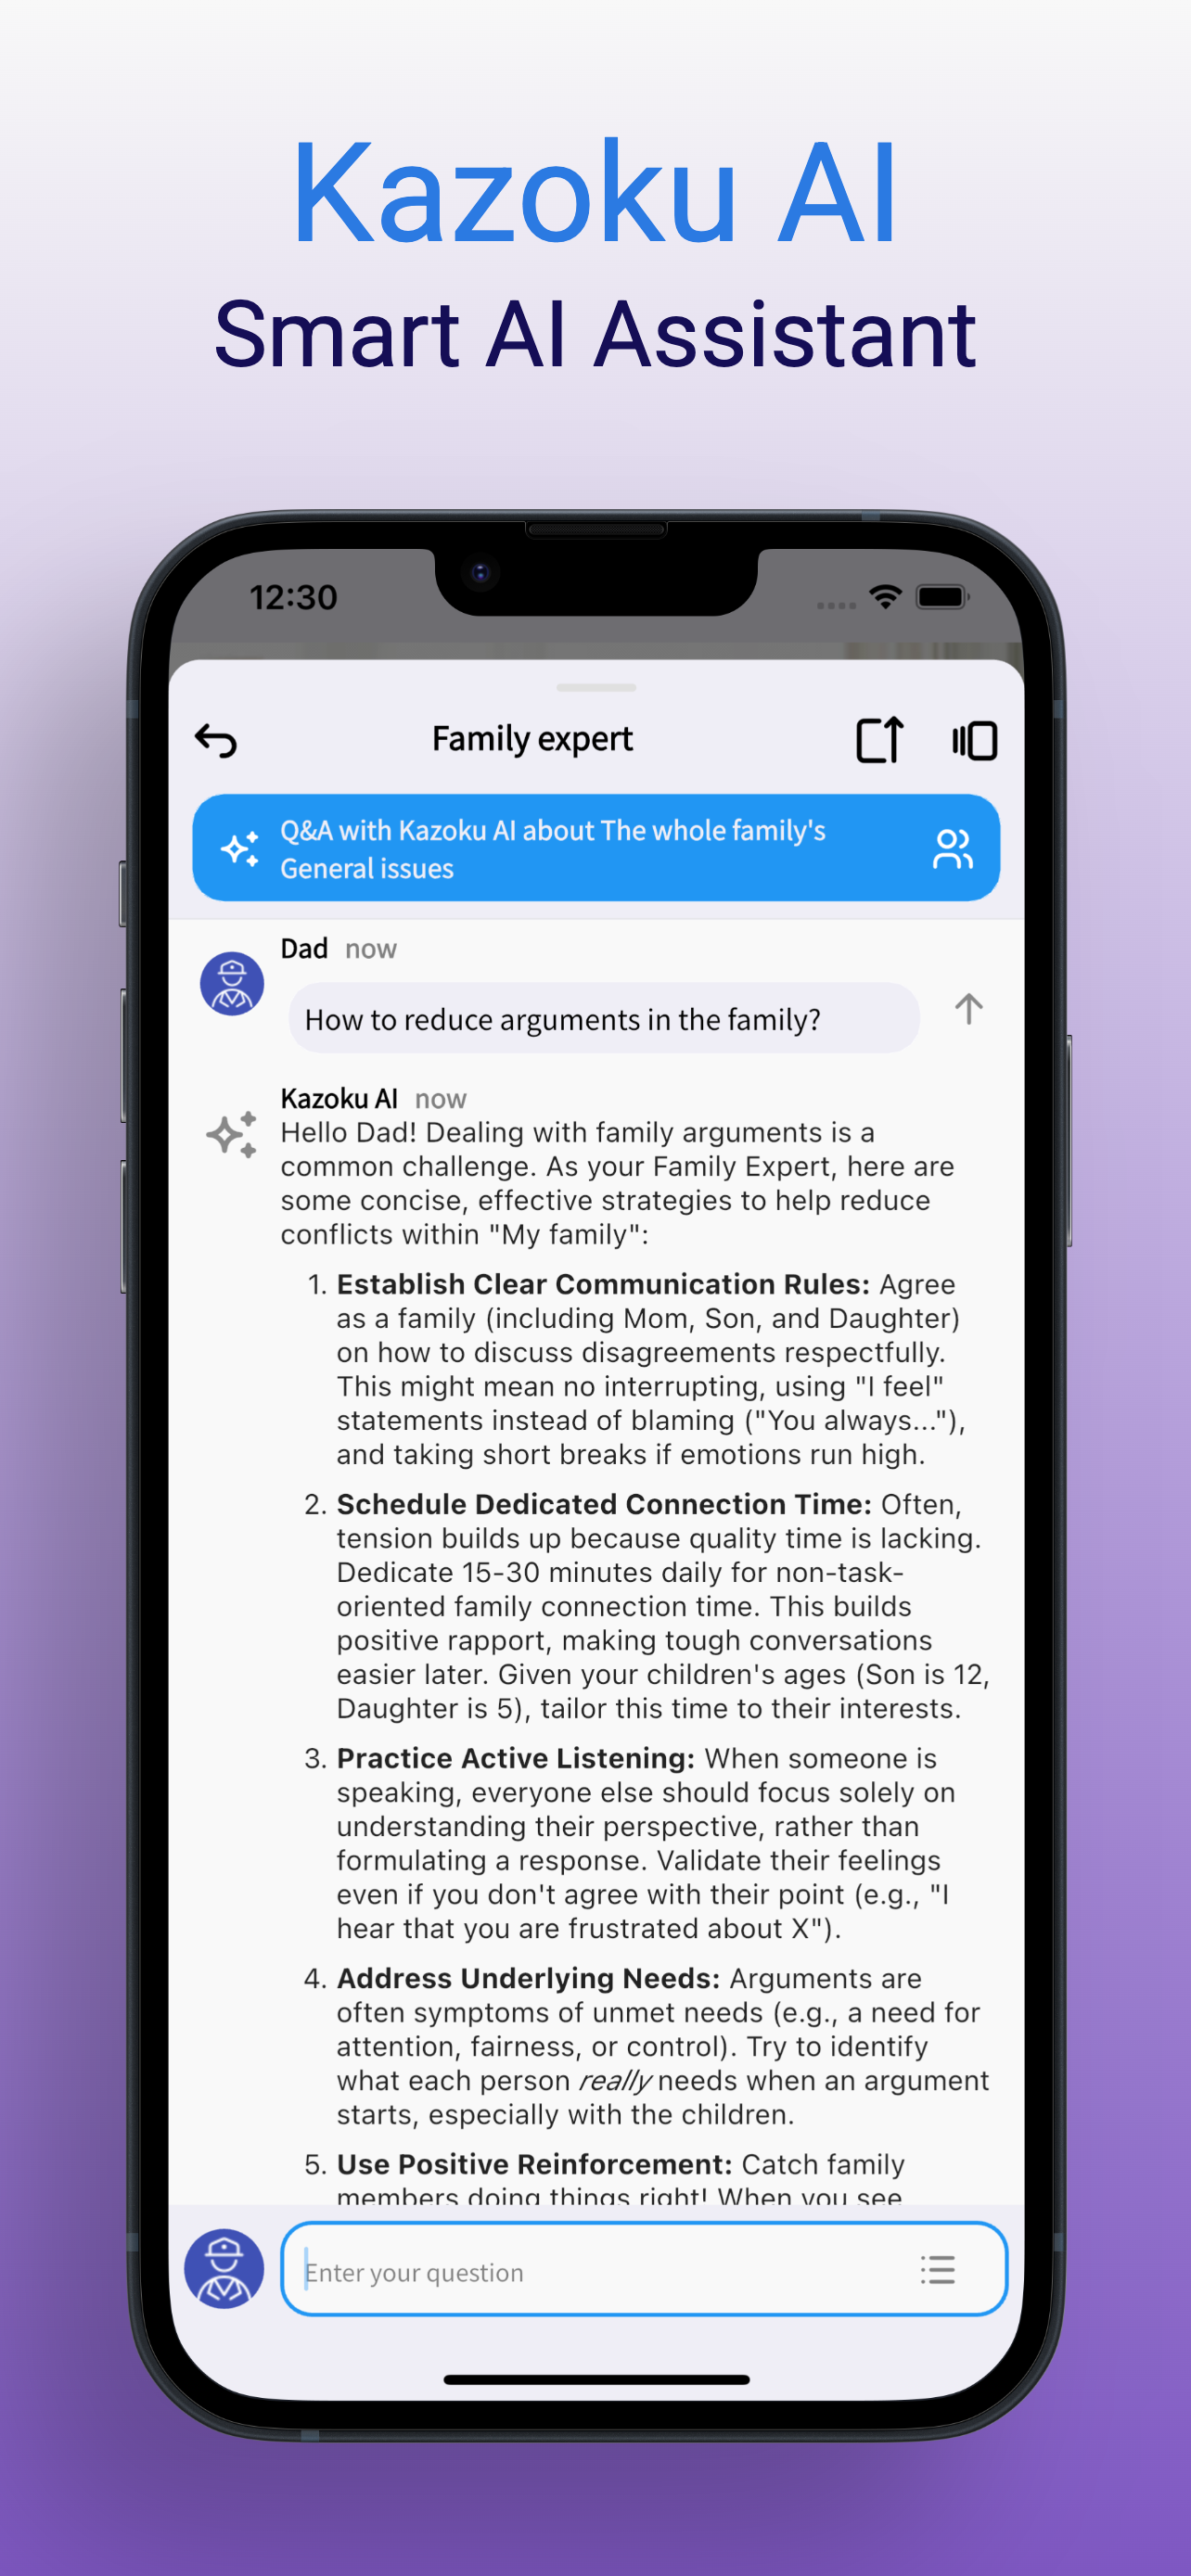 Kazoku AI
Smart AI Assistant
12:30
Family expert
Q&A with Kazoku AI about The whole family's
General issues
Dad now
How to reduce arguments in the family?
Kazoku AI now
Hello Dad! Dealing with family arguments is a
common challenge. As your Family Expert, here are
some concise, effective strategies to help reduce
conflicts within "My family":
1. Establish Clear Communication Rules: Agree
as a family (including Mom, Son, and Daughter)
on how to discuss disagreements respectfully.
This might mean no interrupting, using "I feel"
statements instead of blaming ("You always..."),
and taking short breaks if emotions run high.
2. Schedule Dedicated Connection Time: Often,
tension builds up because quality time is lacking.
Dedicate 15-30 minutes daily for non-task-
oriented family connection time. This builds
positive rapport, making tough conversations
easier later. Given your children's ages (Son is 12,
Daughter is 5), tailor this time to their interests.
3. Practice Active Listening: When someone is
speaking, everyone else should focus solely on
understanding their perspective, rather than
formulating a response. Validate their feelings
even if you don't agree with their point (e.g., "I
hear that you are frustrated about X").
4. Address Underlying Needs: Arguments are
often symptoms of unmet needs (e.g., a need for
attention, fairness, or control). Try to identify
what each person really needs when an argument
starts, especially with the children.
5. Use Positive Reinforcement: Catch family
members doing things right! When you see
Enter your question